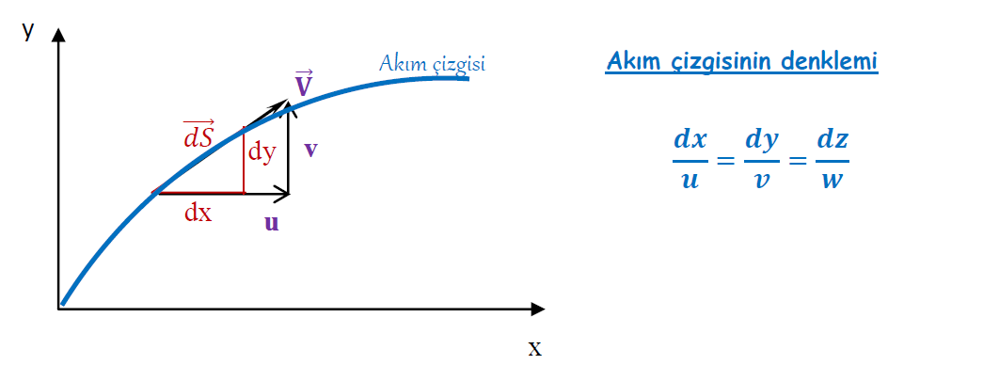 y
Akım çizgisi
V
dS
dy
v
dx
u
x
Akım çizgisinin denklemi
dx/u = dy/v = dz/w